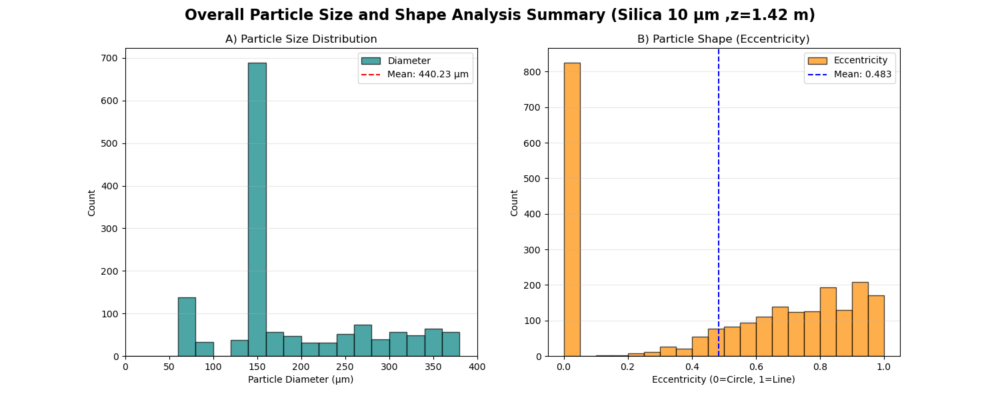 Overall Particle Size and Shape Analysis Summary (Silica 10 µm ,z=1.42 m)
A) Particle Size Distribution
Diameter
Mean: 440.23 µm
700
600
500
400
300
200
100
0
Count
0 50 100 150 200 250 300 350 400
Particle Diameter (µm)
B) Particle Shape (Eccentricity)
Eccentricity
Mean: 0.483
800
700
600
500
400
300
200
100
0
Count
0.0 0.2 0.4 0.6 0.8 1.0
Eccentricity (0=Circle, 1=Line)